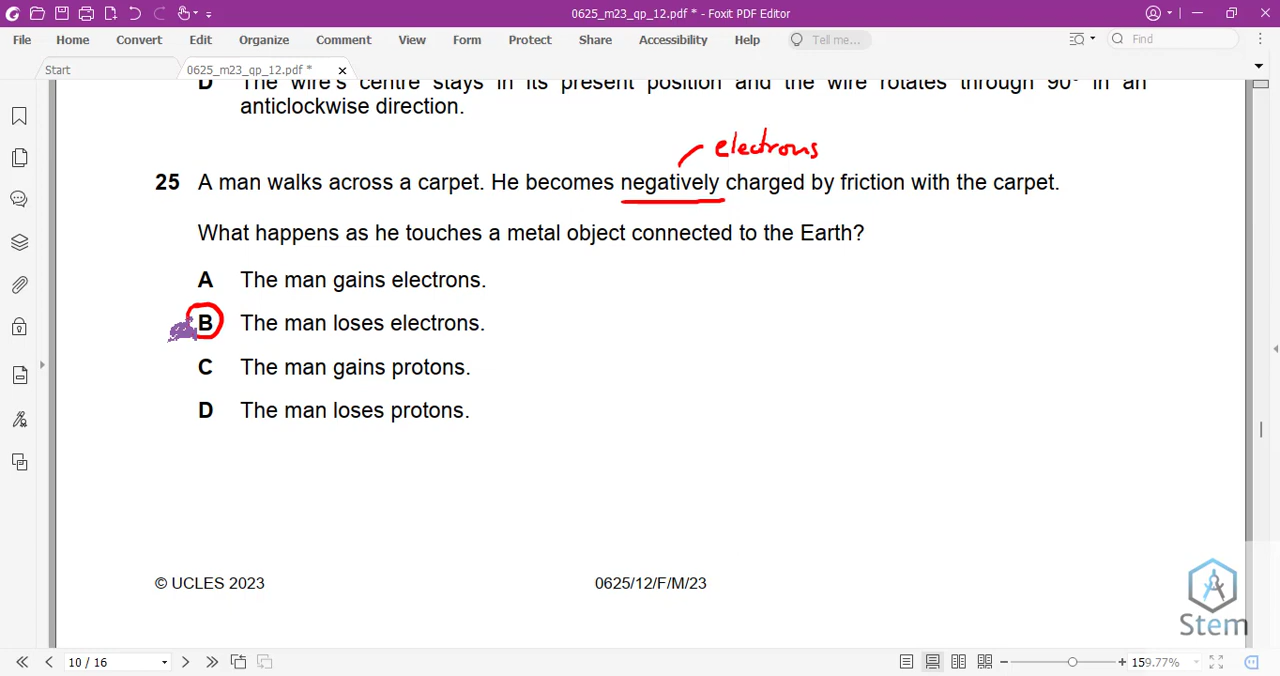 0625_m23_qp_12.pdf * - Foxit PDF Editor
File Home Convert Edit Organize Comment View Form Protect Share Accessibility Help Tell me... Find
Start 0625_m23_qp_12.pdf *
D The wire's centre stays in its present position and the wire rotates through 90° in an
anticlockwise direction.
electrons
25 A man walks across a carpet. He becomes negatively charged by friction with the carpet.
What happens as he touches a metal object connected to the Earth?
A The man gains electrons.
B The man loses electrons.
C The man gains protons.
D The man loses protons.
© UCLES 2023 0625/12/F/M/23
Stem
10 / 16 159.77%